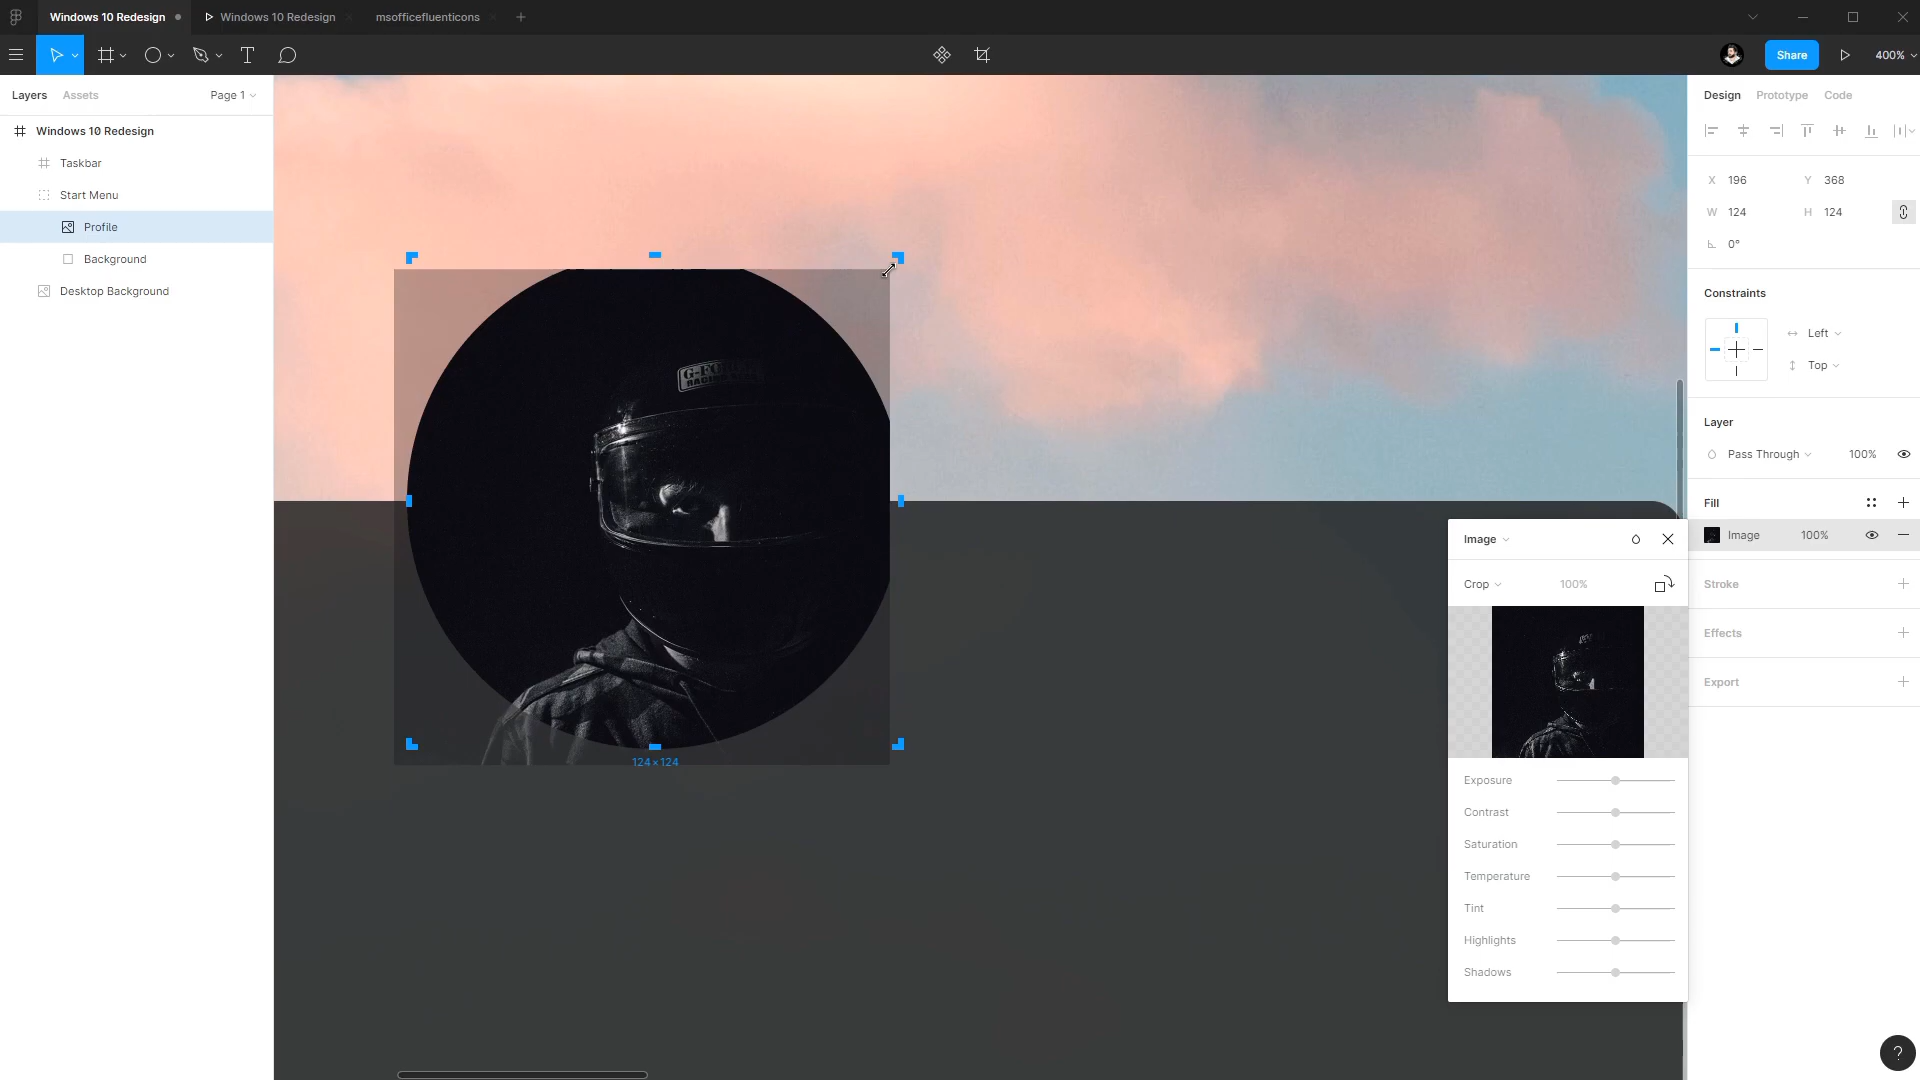 Windows 10 Redesign
Windows 10 Redesign
msofficefluenticons
Share
400%
Layers
Assets
Page 1
Design
Prototype
Code
Windows 10 Redesign
Taskbar
Start Menu
Profile
Background
Desktop Background
X 196
Y 368
W 124
H 124
0°
Constraints
Left
Top
Layer
Pass Through
100%
Fill
Image
100%
Stroke
Effects
Export
Image
Crop
100%
Exposure
Contrast
Saturation
Temperature
Tint
Highlights
Shadows
124×124
?